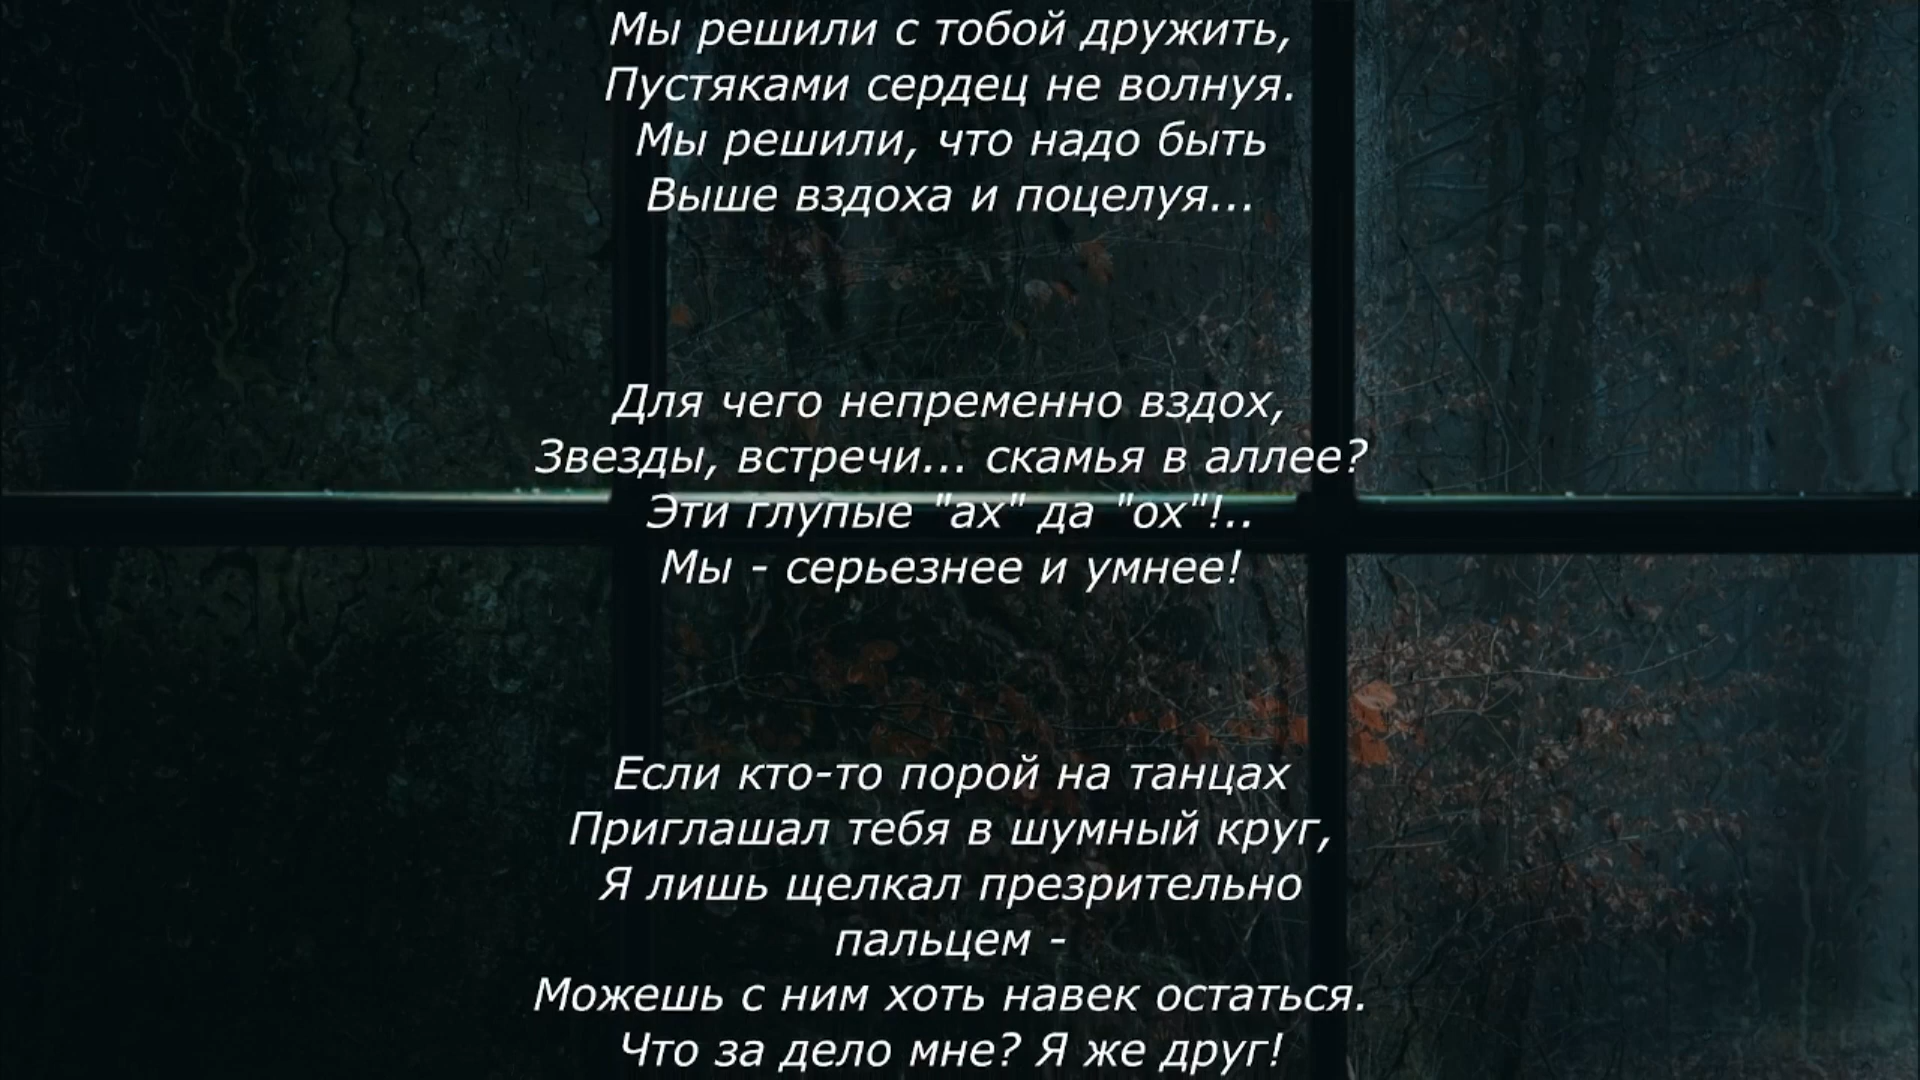 Мы решили с тобой дружить,
Пустяками сердец не волнуя.
Мы решили, что надо быть
Выше вздоха и поцелуя...
Для чего непременно вздох,
Звезды, встречи... скамья в аллее?
Эти глупые "ах" да "ох"!..
Мы - серьезнее и умнее!
Если кто-то порой на танцах
Приглашал тебя в шумный круг,
Я лишь щелкал презрительно
пальцем -
Можешь с ним хоть навек остаться.
Что за дело мне? Я же друг!